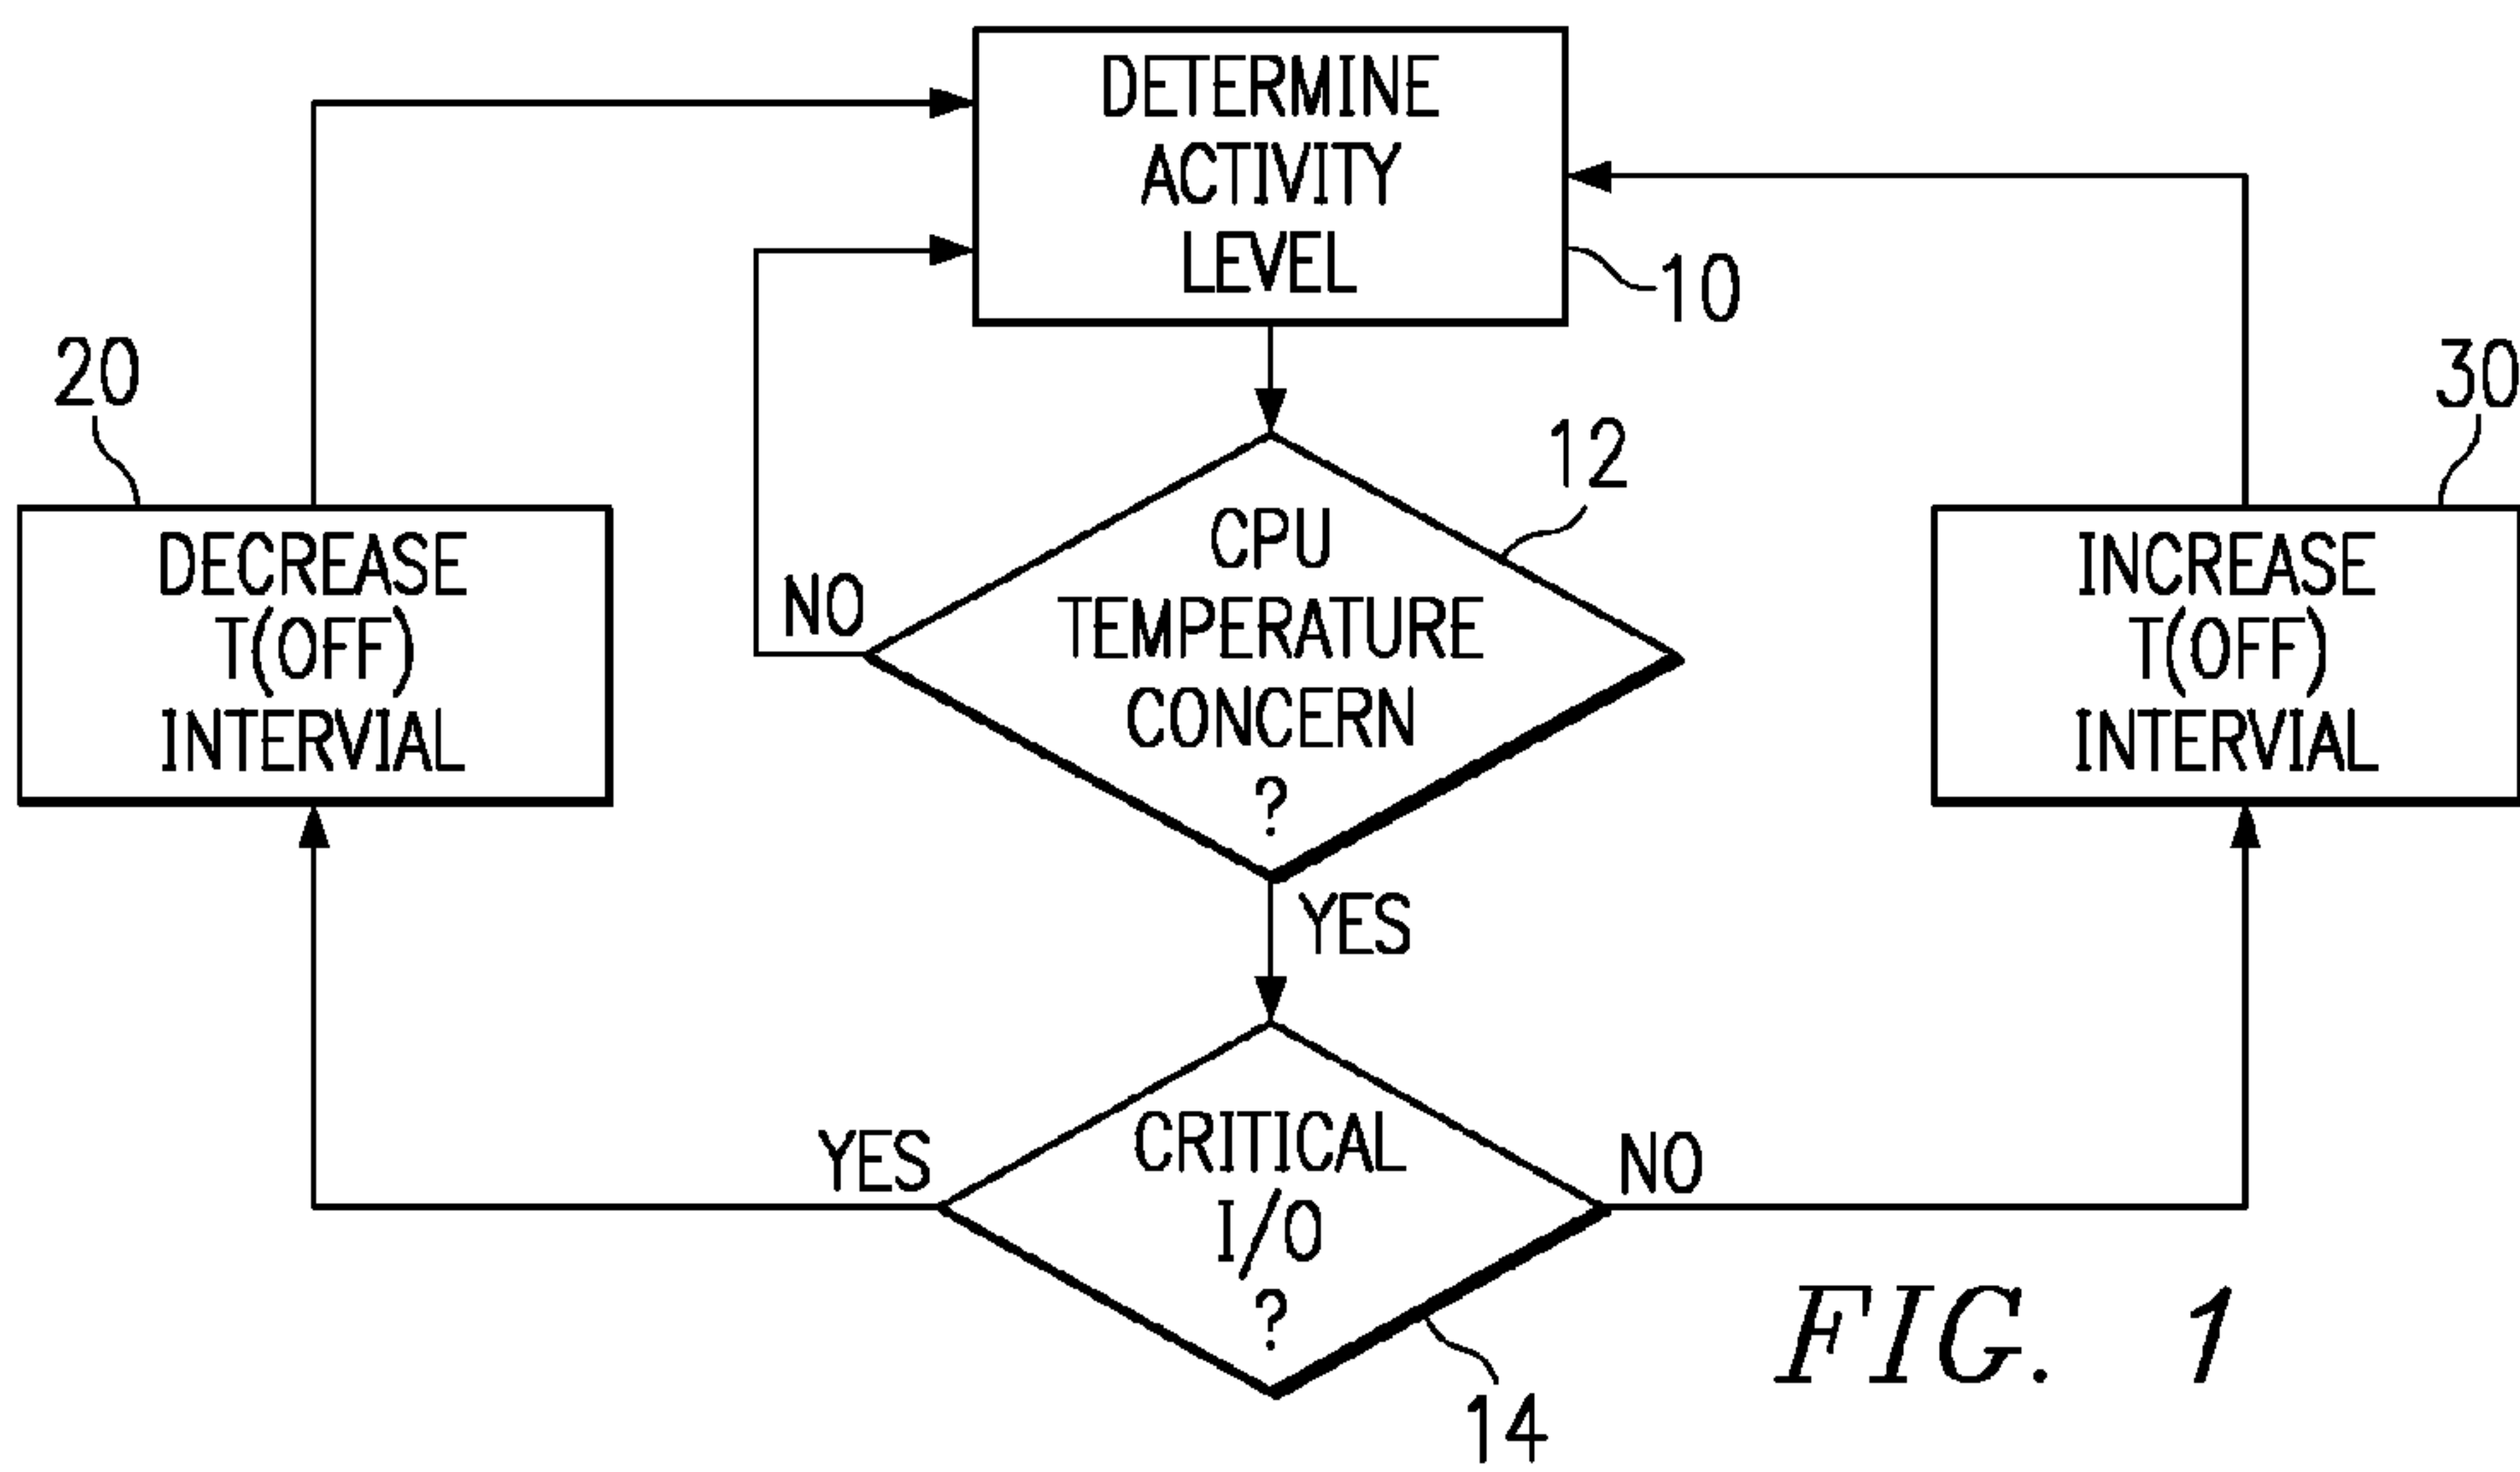 DETERMINE
ACTIVITY
LEVEL
10
20
30
12
DECREASE
T(OFF)
INTERVIAL
NO
CPU
TEMPERATURE
CONCERN
?
INCREASE
T(OFF)
INTERVIAL
YES
YES
CRITICAL
I/O
?
NO
14
FIG. 1